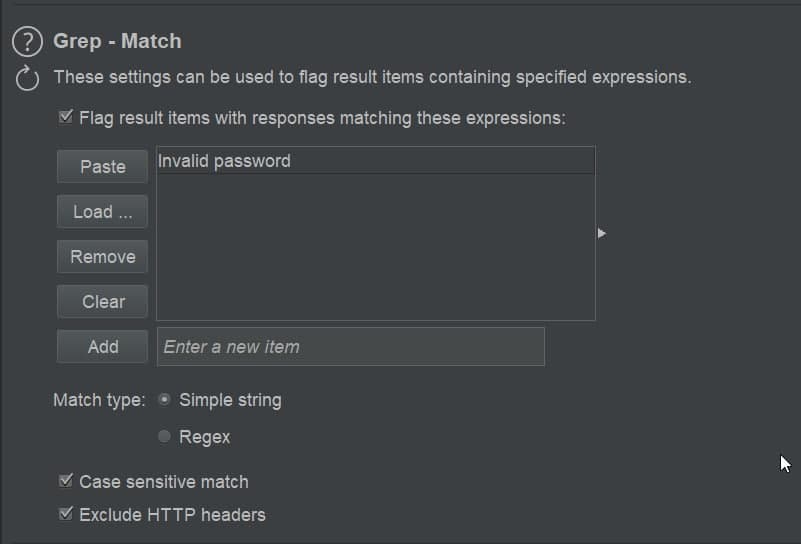 Grep - Match
These settings can be used to flag result items containing specified expressions.
Flag result items with responses matching these expressions:
Paste
Invalid password
Load ...
Remove
Clear
Add
Enter a new item
Match type:
Simple string
Regex
Case sensitive match
Exclude HTTP headers